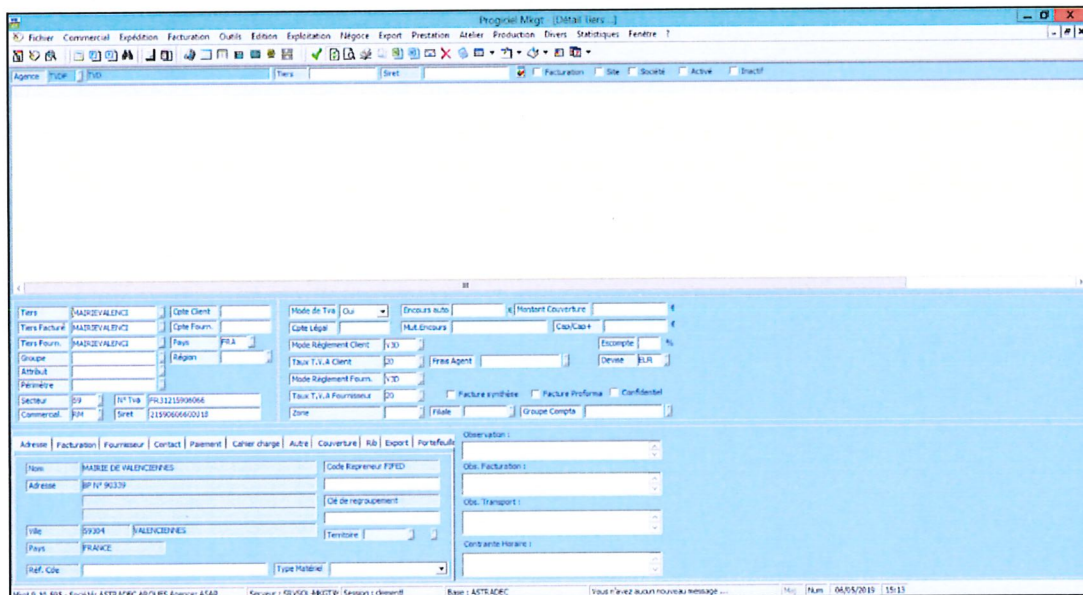 Progiciel Mkgt - [Détail Tiers ...]
Fichier Commercial Expédition Facturation Outils Edition Exploitation Négoce Export Prestation Atelier Production Divers Statistiques Fenêtre ?
Agence TVDP TVD Tiers Siret Facturation Site Société Activé Inactif
Tiers MAIRIEVALENCI Cpte Client Mode de Tva Oui Encours auto € Montant Couverture €
Tiers Facturé MAIRIEVALENCI Cpte Fourn. Cpte Légal Mut.Encours Cap/Cap+ €
Tiers Fourn. MAIRIEVALENCI Pays FRA Mode Règlement Client V30 Escompte %
Groupe Région Taux T.V.A Client 20 Frais Agent Devise EUR
Attribut Mode Règlement Fourn. V30
Périmètre Taux T.V.A Fournisseur 20 Facture synthèse Facture Proforma Confidentiel
Secteur 59 N° Tva FR31215906066
Commercial. RM Siret 21590606600018 Zone Filiale Groupe Compta
Adresse Facturation Fournisseur Contact Paiement Cahier charge Autre Couverture Rib Export Portefeuille
Observation :
Nom MAIRIE DE VALENCIENNES Code Repreneur FIFED
Obs. Facturation :
Adresse BP N° 90339
Clé de regroupement
Obs. Transport :
Ville 59304 VALENCIENNES Territoire
Pays FRANCE
Contrainte Horaire :
Réf. Cde Type Matériel
ASTRADEC ARQUES Session : Base : ASTRADEC Vous n'avez aucun nouveau message ... Maj Num 06/05/2019 15:13